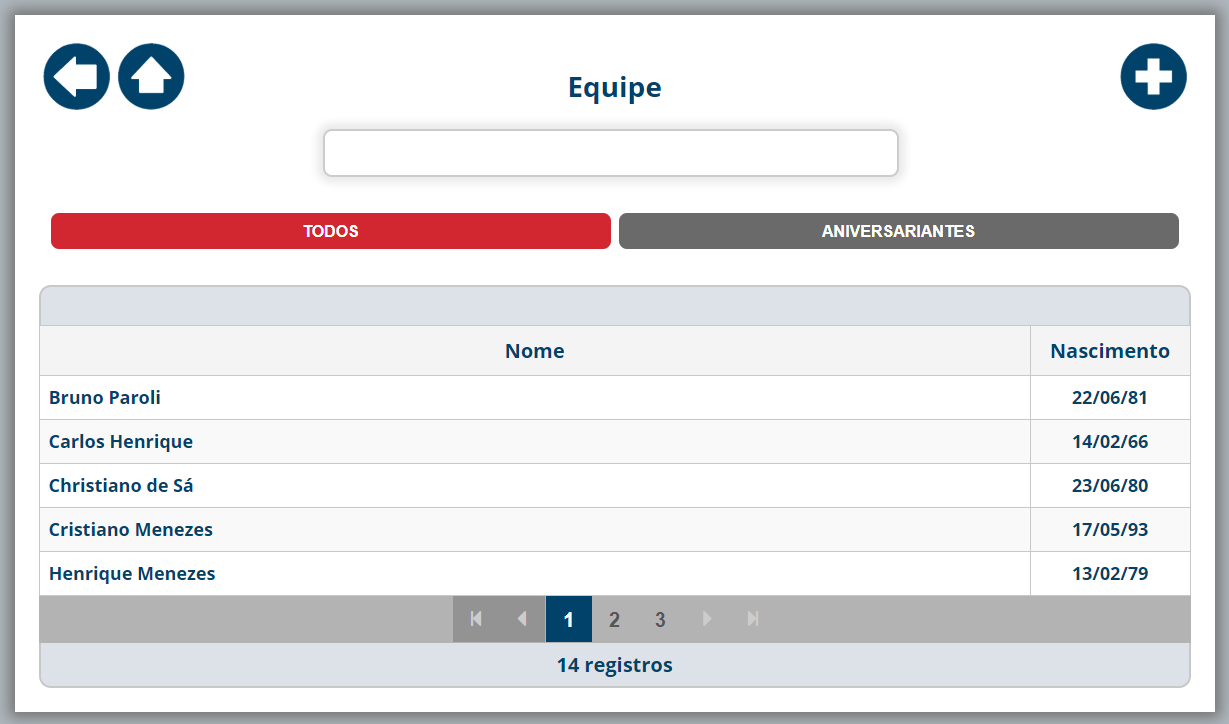 Equipe
TODOS ANIVERSARIANTES
Nome Nascimento
Bruno Paroli 22/06/81
Carlos Henrique 14/02/66
Christiano de Sá 23/06/80
Cristiano Menezes 17/05/93
Henrique Menezes 13/02/79
1 2 3
14 registros